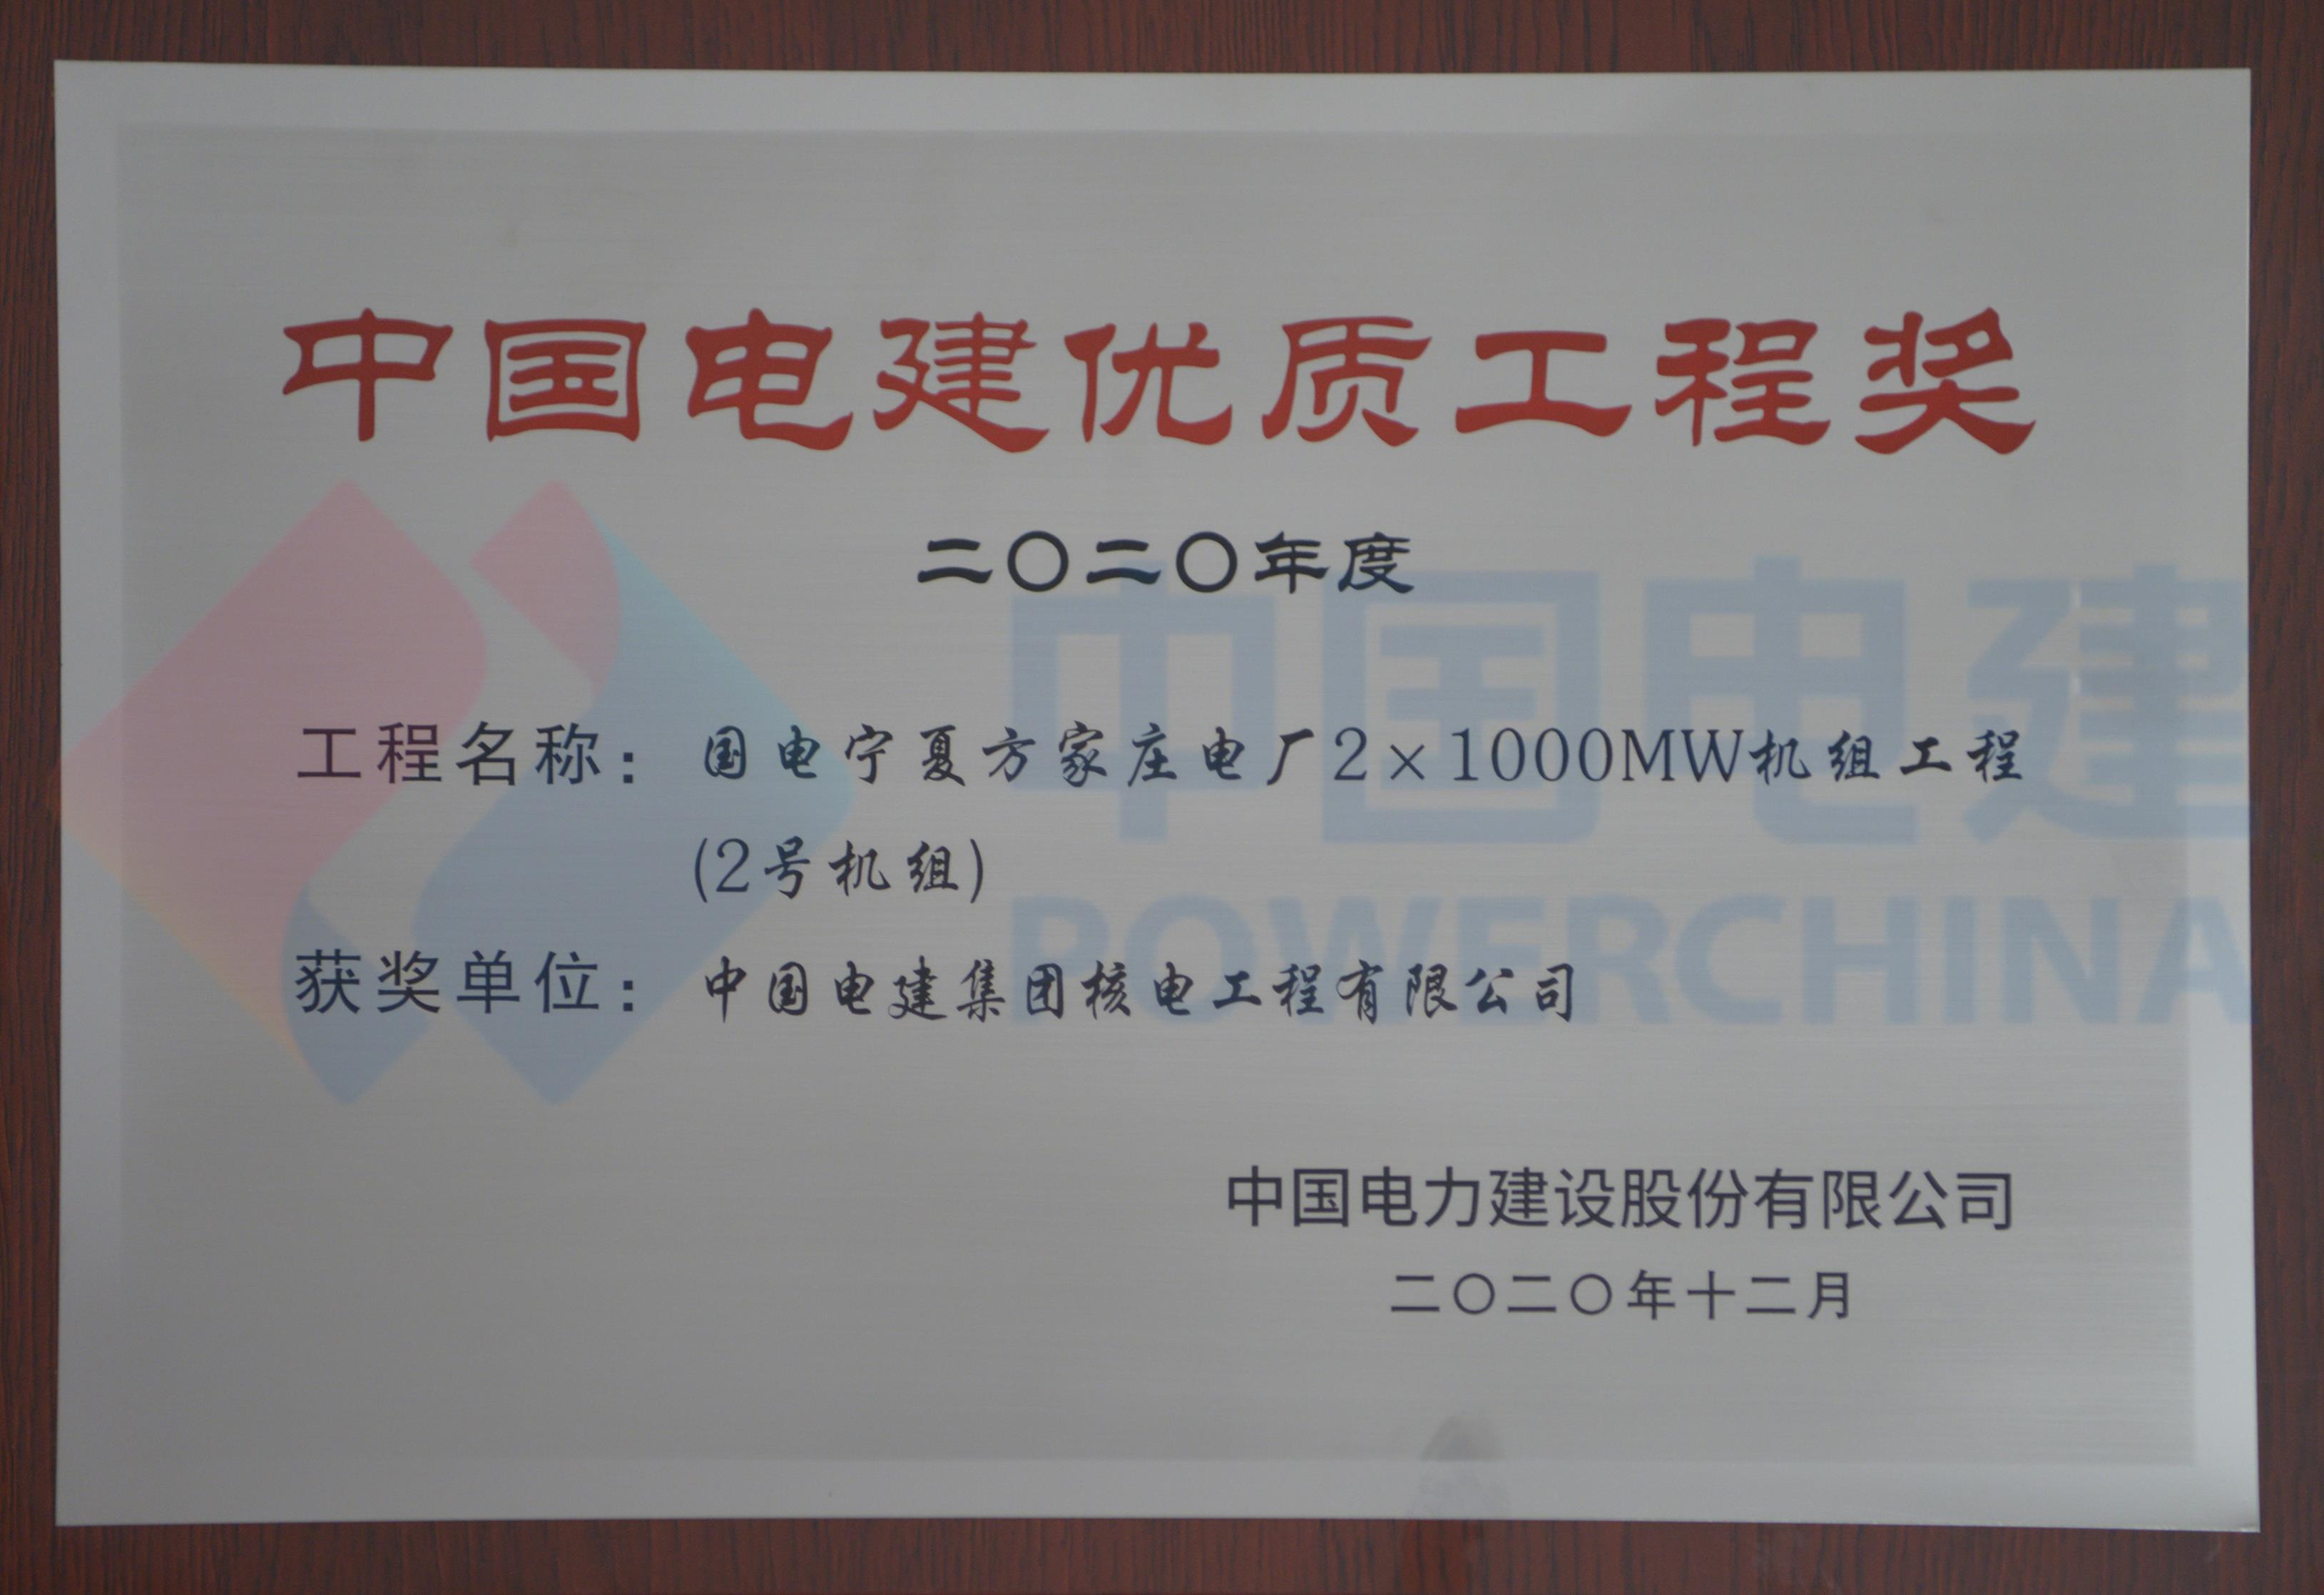 中国电建优质工程奖
二〇二〇年度
中国电建
工程名称：国电宁夏方家庄电厂2×1000MW机组工程
(2号机组)
POWERCHINA
获奖单位：中国电建集团核电工程有限公司
中国电力建设股份有限公司
二〇二〇年十二月